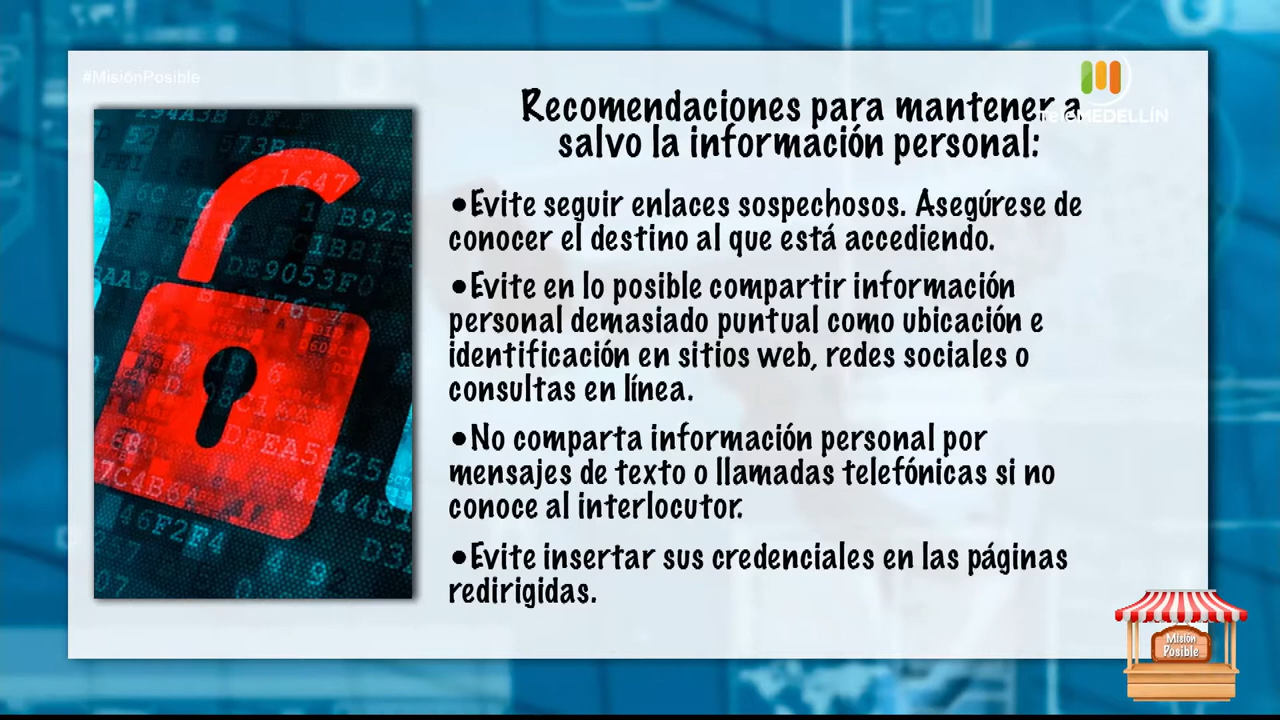 #MisiónPosible
teleMEDELLÍN
Recomendaciones para mantener a
salvo la información personal:
•Evite seguir enlaces sospechosos. Asegúrese de
conocer el destino al que está accediendo.
•Evite en lo posible compartir información
personal demasiado puntual como ubicación e
identificación en sitios web, redes sociales o
consultas en línea.
•No comparta información personal por
mensajes de texto o llamadas telefónicas si no
conoce al interlocutor.
•Evite insertar sus credenciales en las páginas
redirigidas.
Misión
Posible